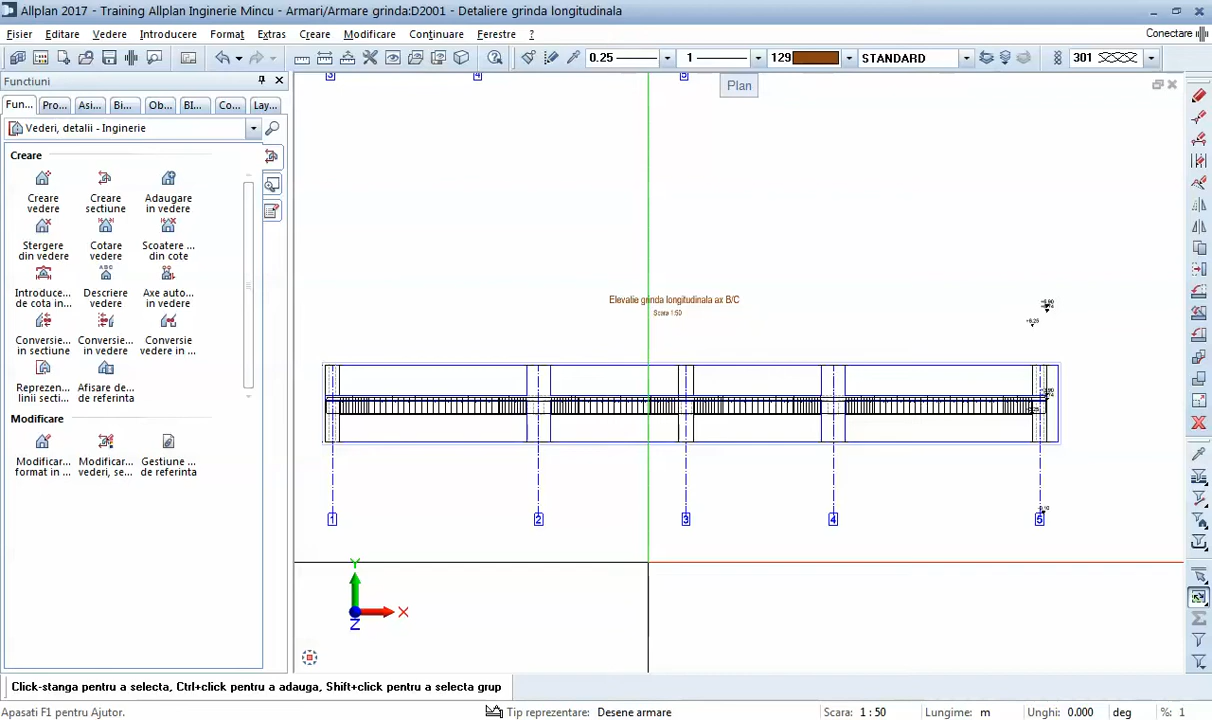 Allplan 2017 - Training Allplan Inginerie Mincu - Armari/Armare grinda:D2001 - Detaliere grinda longitudinala
Fisier Editare Vedere Introducere Format Extras Creare Modificare Continuare Ferestre ? Conectare
0.25 1 129 STANDARD 301
Functiuni
Plan
Fun... Pro... Asi... Bi... Ob... BI... Co... Lay...
Vederi, detalii - Inginerie
Creare
Creare vedere
Creare sectiune
Adaugare in vedere
Stergere din vedere
Cotare vedere
Scoatere ... din cote
Introduce... de cota in...
Descriere vedere
Axe auto... in vedere
Conversie... in sectiune
Conversie... in vedere
Conversie vedere in ...
Reprezen... linii secti...
Afisare de... de referinta
Modificare
Modificar... format in ...
Modificar... vederi, se...
Gestiune ... de referinta
3 4 5
Elevatie grinda longitudinala ax B/C
Scara 1:50
+6.25
1 2 3 4 5
Y
X
Z
Click-stanga pentru a selecta, Ctrl+click pentru a adauga, Shift+click pentru a selecta grup
Apasati F1 pentru Ajutor. Tip reprezentare: Desene armare Scara: 1 : 50 Lungime: m Unghi: 0.000 deg %: 1